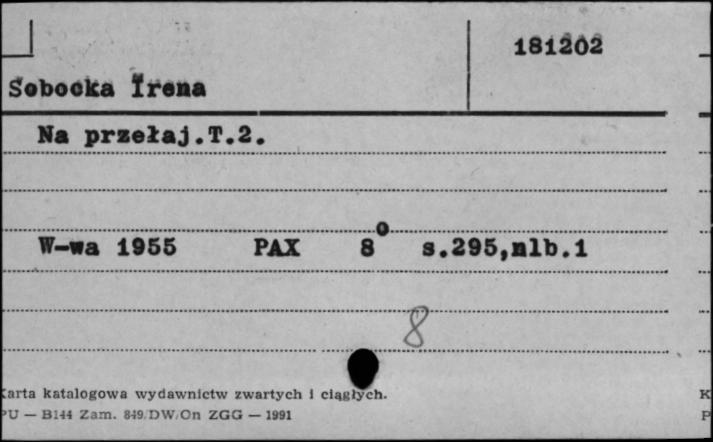 181202
Sobocka Irena
Na przełaj.T.2.
W-wa 1955 PAX 8° s.295,nlb.1
8
Karta katalogowa wydawnictw zwartych i ciągłych.
PU — B144 Zam. 849/DW/On ZGG — 1991
K
P